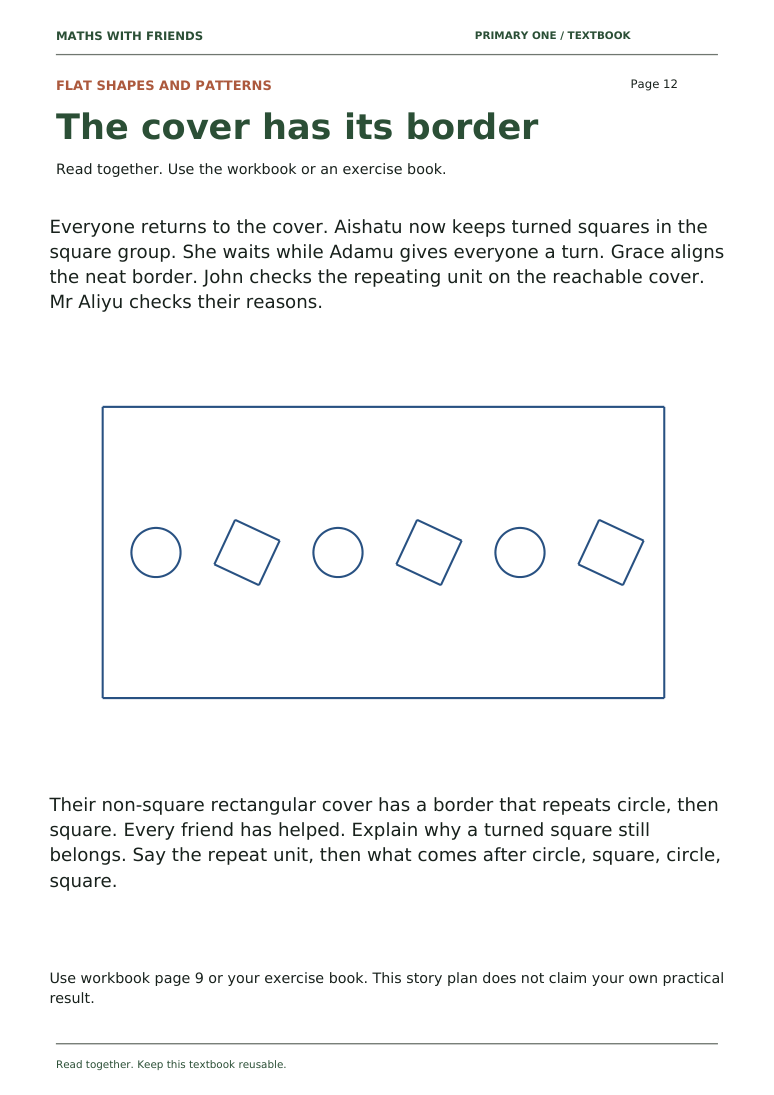 MATHS WITH FRIENDS
PRIMARY ONE / TEXTBOOK
FLAT SHAPES AND PATTERNS
Page 12
The cover has its border
Read together. Use the workbook or an exercise book.
Everyone returns to the cover. Aishatu now keeps turned squares in the
square group. She waits while Adamu gives everyone a turn. Grace aligns
the neat border. John checks the repeating unit on the reachable cover.
Mr Aliyu checks their reasons.
Their non-square rectangular cover has a border that repeats circle, then
square. Every friend has helped. Explain why a turned square still
belongs. Say the repeat unit, then what comes after circle, square, circle,
square.
Use workbook page 9 or your exercise book. This story plan does not claim your own practical
result.
Read together. Keep this textbook reusable.